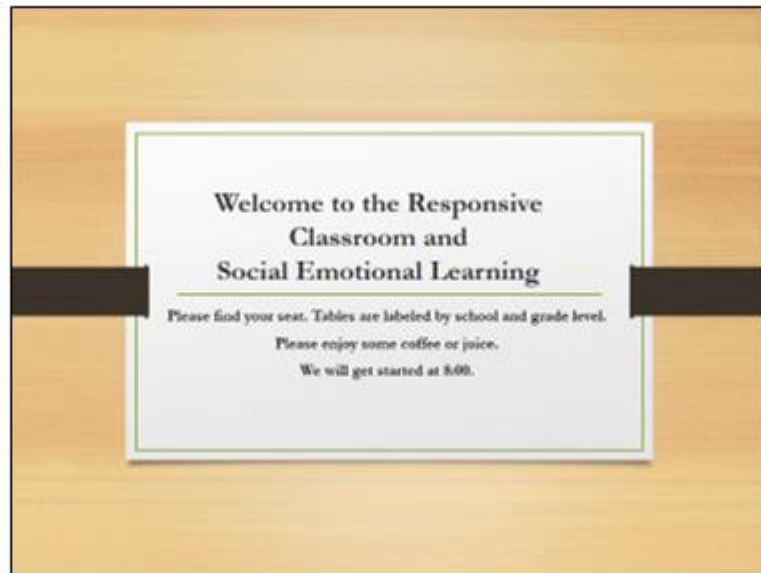 Welcome to the Responsive
Classroom and
Social Emotional Learning
Please find your seat. Tables are labeled by school and grade level.
Please enjoy some coffee or juice.
We will get started at 8:00.